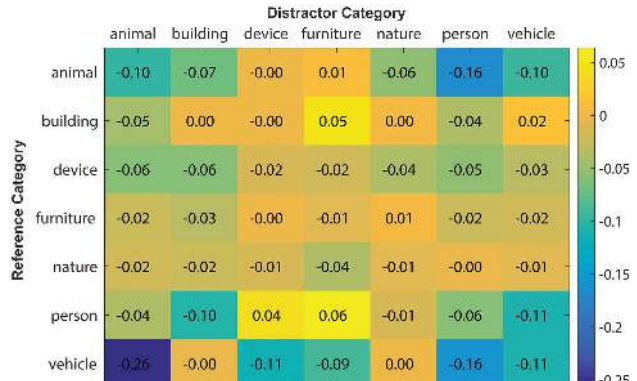 Distractor Category
animal building device furniture nature person vehicle
Reference Category
animal -0.10 -0.07 -0.00 0.01 -0.06 -0.16 -0.10
building -0.05 0.00 -0.00 0.05 0.00 -0.04 0.02
device -0.06 -0.06 -0.02 -0.02 -0.04 -0.05 -0.03
furniture -0.02 -0.03 -0.00 -0.01 0.01 -0.02 -0.02
nature -0.02 -0.02 -0.01 -0.04 -0.01 -0.00 -0.01
person -0.04 -0.10 0.04 0.06 -0.01 -0.06 -0.11
vehicle -0.26 -0.00 -0.11 -0.09 0.00 -0.16 -0.11
0.05
0
-0.05
-0.1
-0.15
-0.2
-0.25